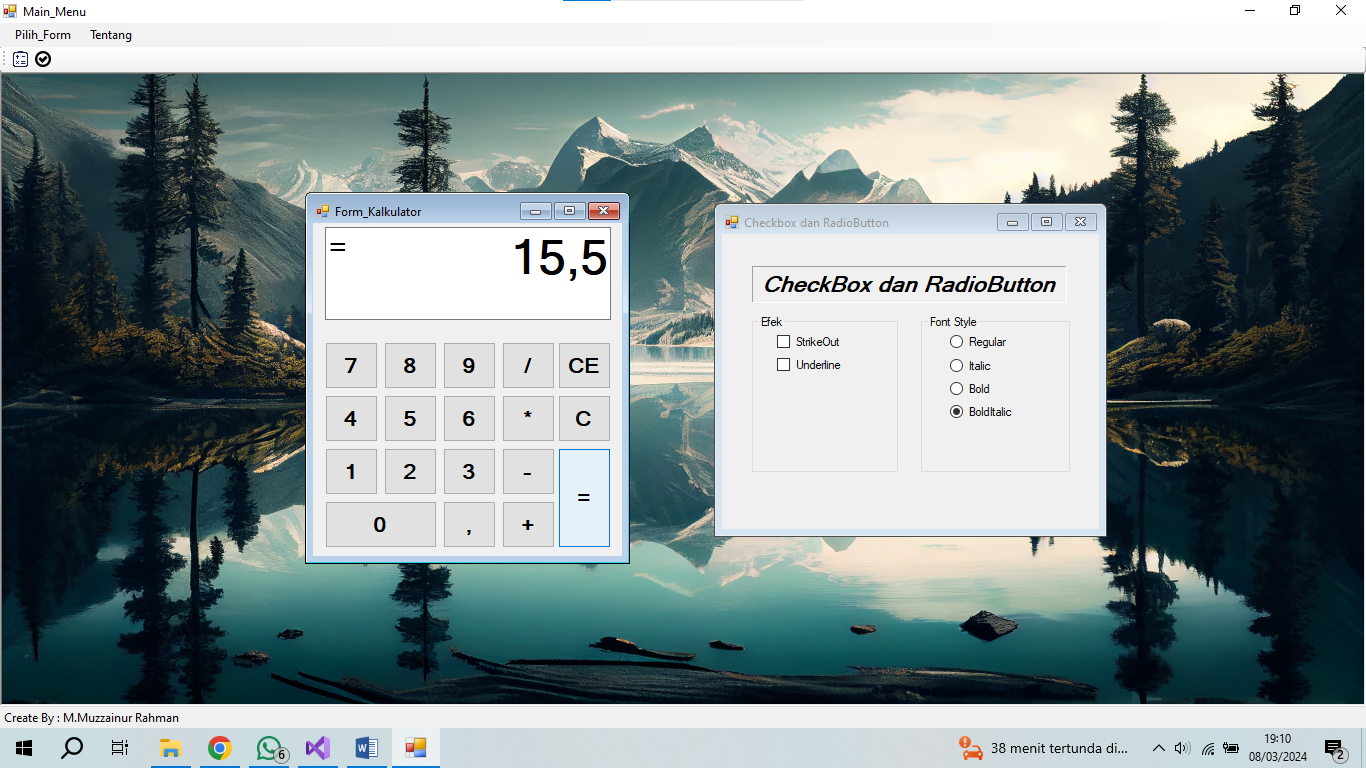 Main_Menu
Pilih_Form Tentang
Form_Kalkulator
= 15,5
7 8 9 / CE
4 5 6 * C
1 2 3 - =
0 , +
Checkbox dan RadioButton
CheckBox dan RadioButton
Efek
StrikeOut
Underline
Font Style
Regular
Italic
Bold
BoldItalic
Create By : M.Muzzainur Rahman
6
38 menit tertunda di...
19:10
08/03/2024
2